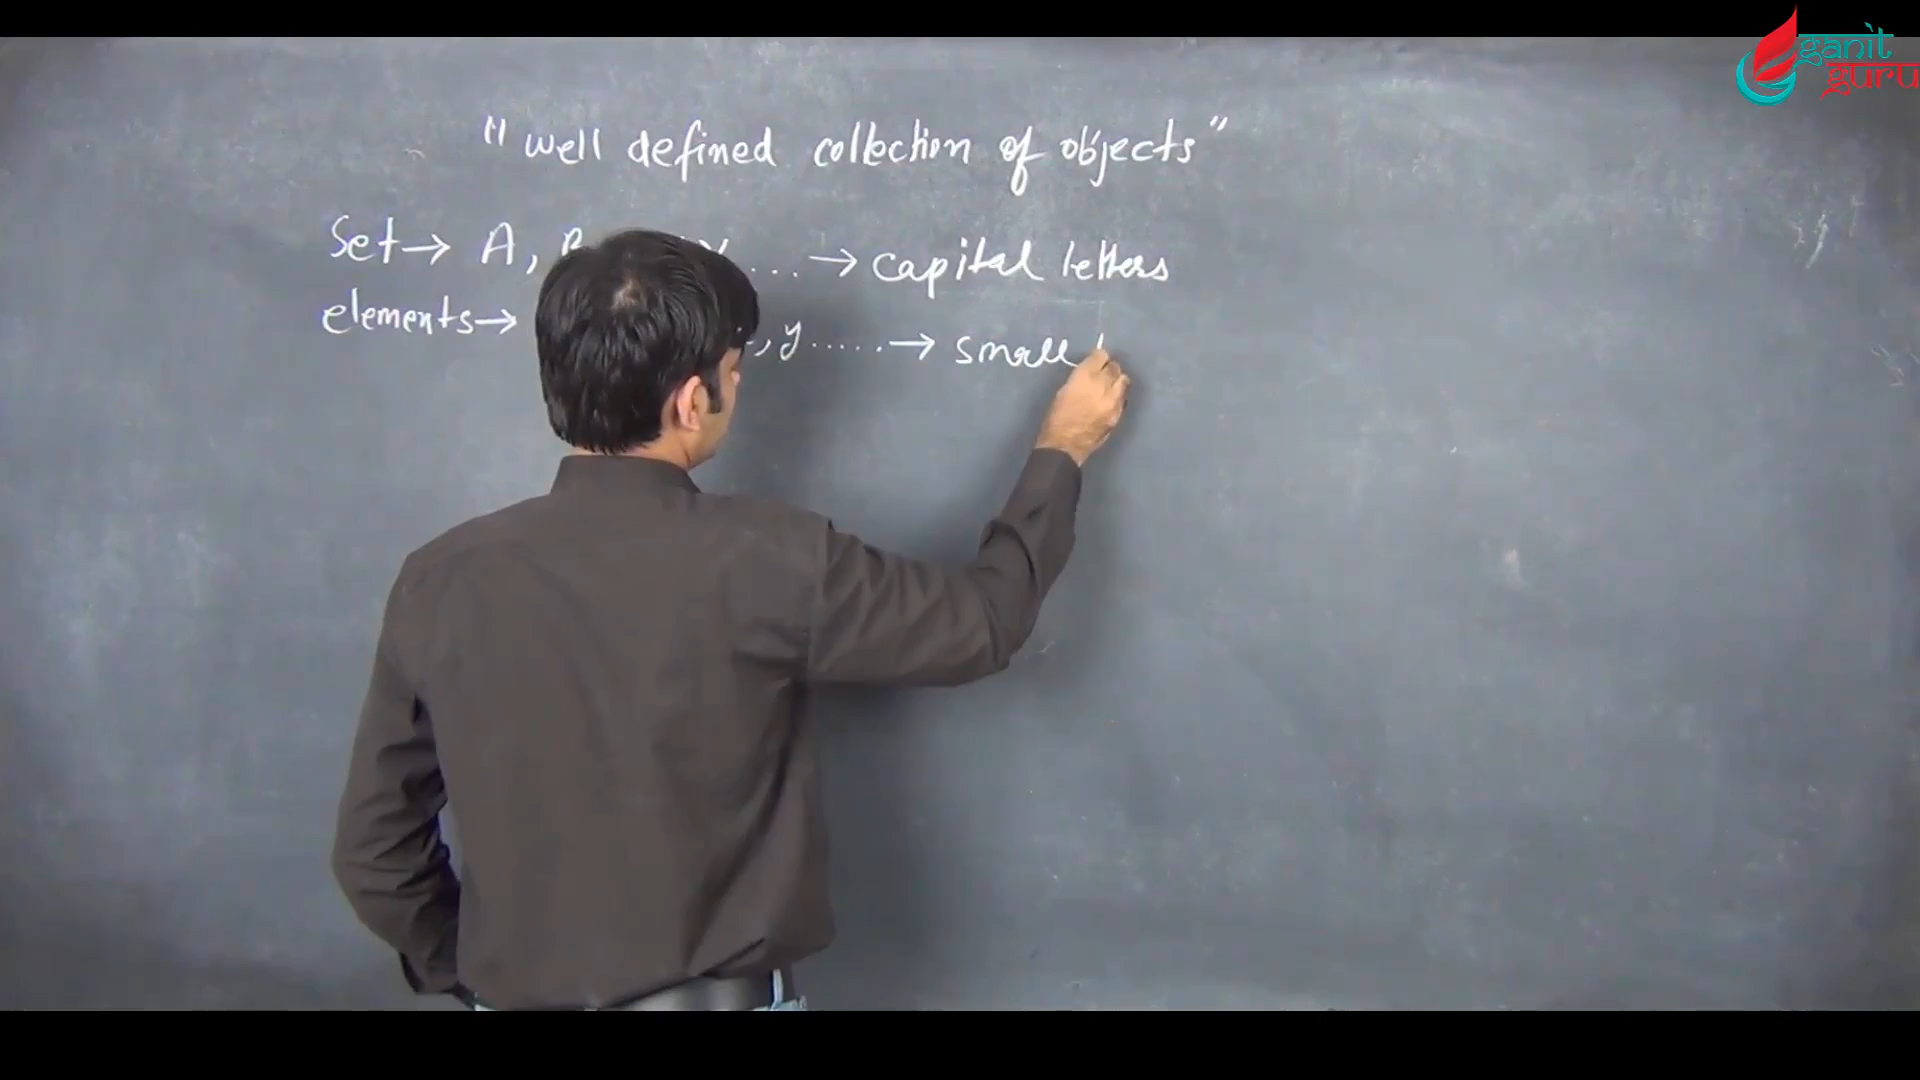 ganit
guru
"well defined collection of objects"
Set→ A, ... → capital letters
elements→ , y ..... → small